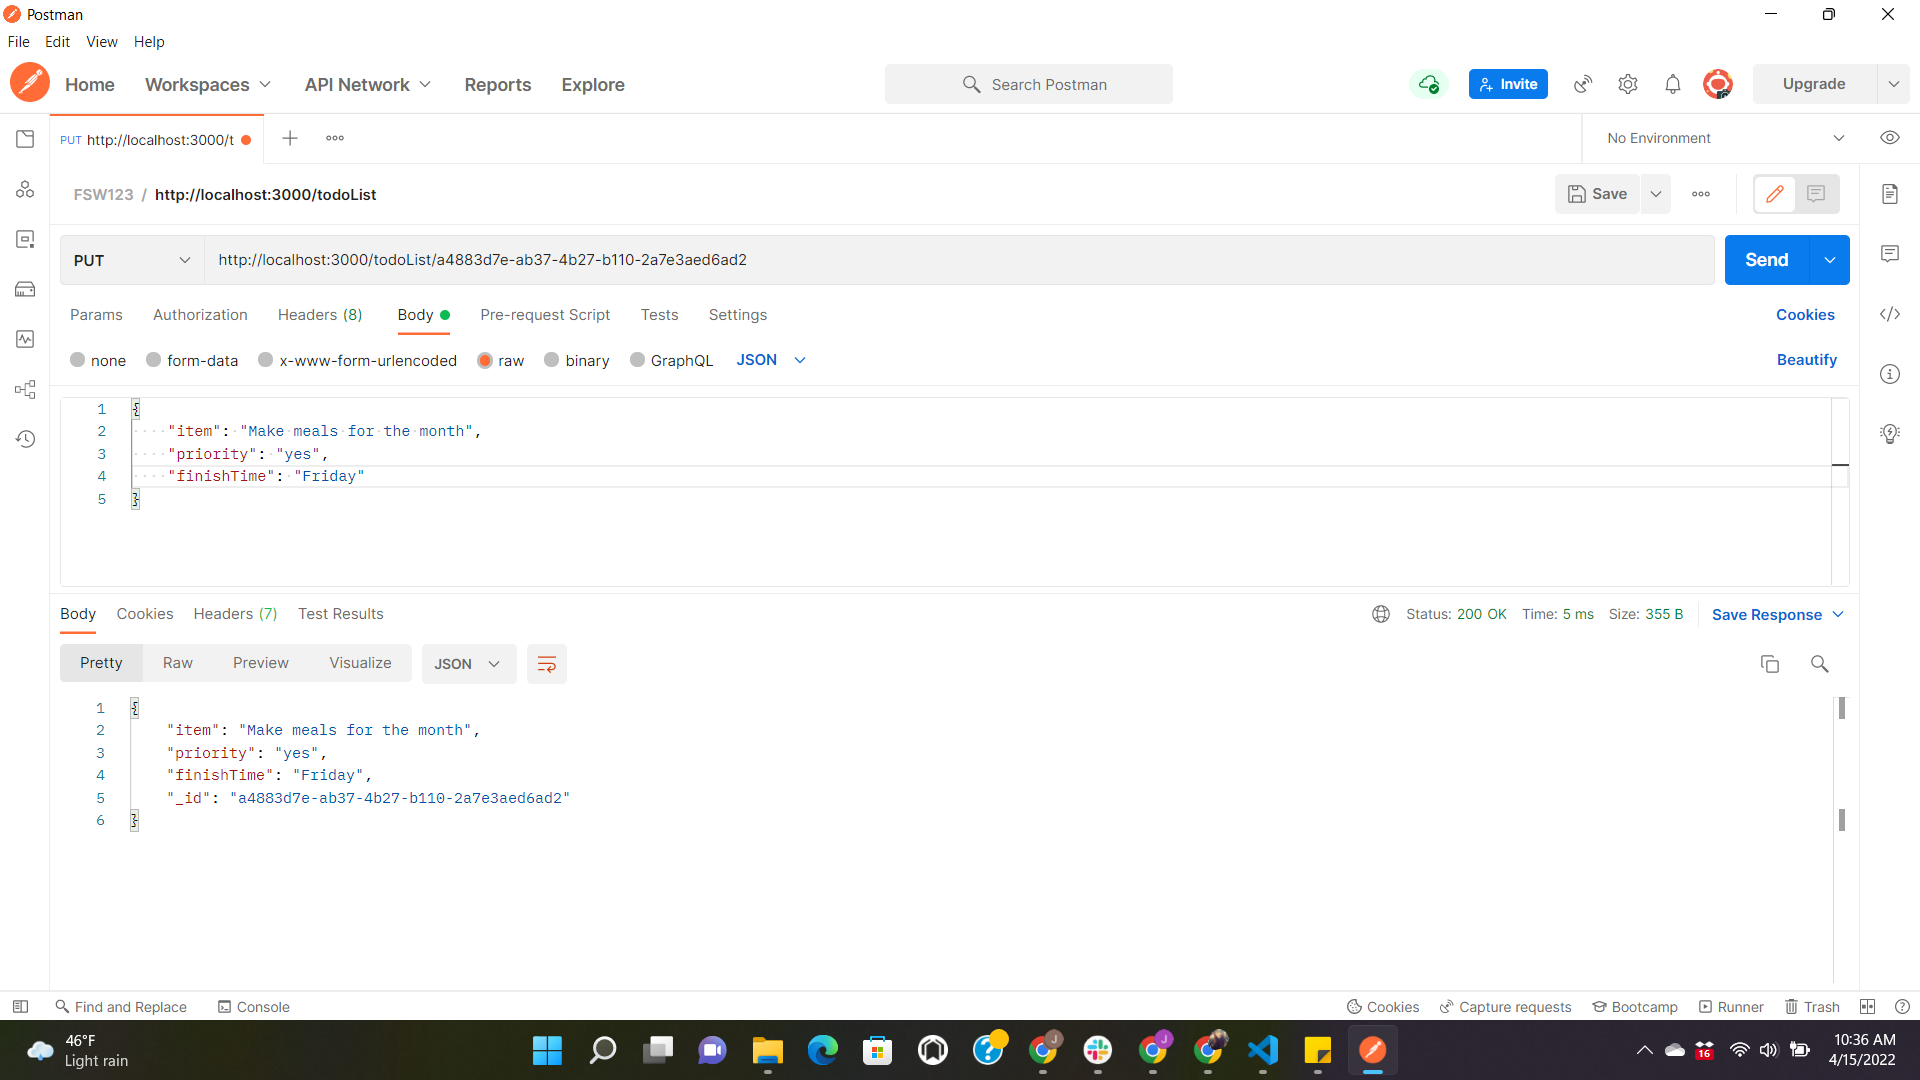 Postman
File Edit View Help
Home Workspaces API Network Reports Explore Search Postman Invite Upgrade
PUT http://localhost:3000/t No Environment
FSW123 / http://localhost:3000/todoList Save
PUT http://localhost:3000/todoList/a4883d7e-ab37-4b27-b110-2a7e3aed6ad2 Send
Params Authorization Headers (8) Body Pre-request Script Tests Settings Cookies
none form-data x-www-form-urlencoded raw binary GraphQL JSON Beautify
1 {
2 "item": "Make meals for the month",
3 "priority": "yes",
4 "finishTime": "Friday"
5 }
Body Cookies Headers (7) Test Results Status: 200 OK Time: 5 ms Size: 355 B Save Response
Pretty Raw Preview Visualize JSON
1 {
2 "item": "Make meals for the month",
3 "priority": "yes",
4 "finishTime": "Friday",
5 "_id": "a4883d7e-ab37-4b27-b110-2a7e3aed6ad2"
6 }
Find and Replace Console Cookies Capture requests Bootcamp Runner Trash
46°F
Light rain
J J 16
10:36 AM
4/15/2022